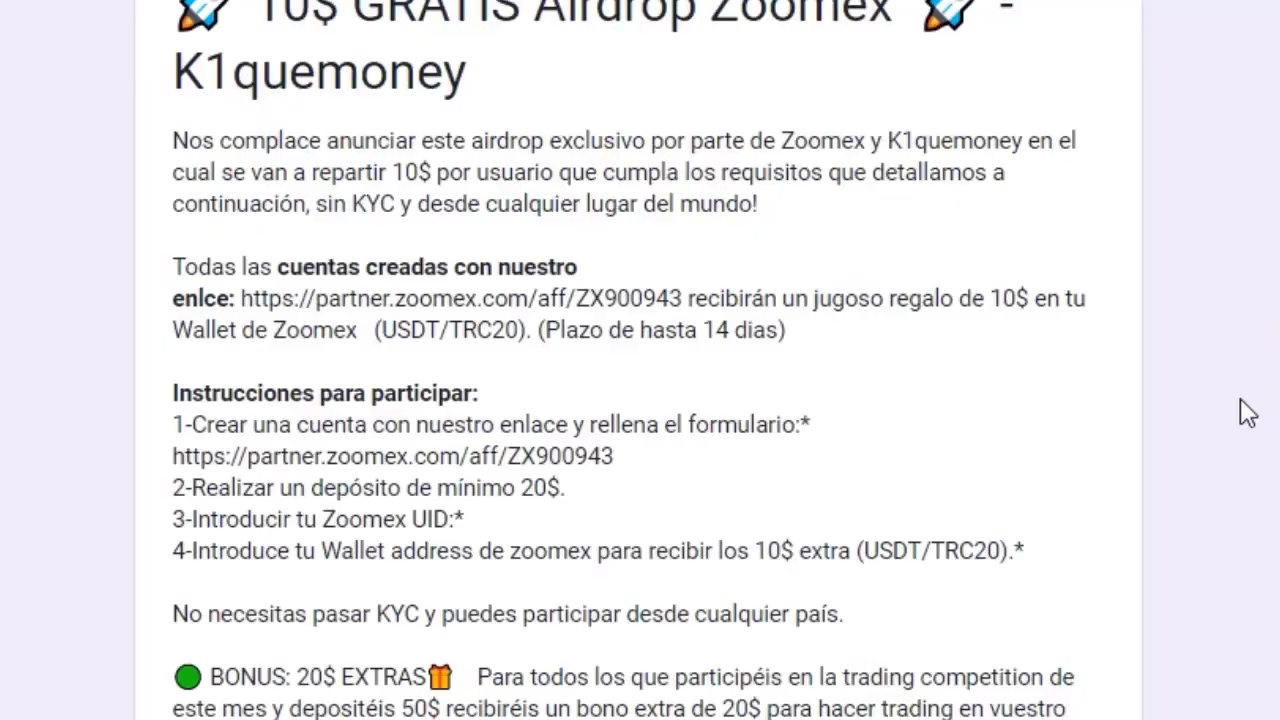 🚀 10$ GRATIS Airdrop Zoomex 🚀 -
K1quemoney
Nos complace anunciar este airdrop exclusivo por parte de Zoomex y K1quemoney en el
cual se van a repartir 10$ por usuario que cumpla los requisitos que detallamos a
continuación, sin KYC y desde cualquier lugar del mundo!
Todas las cuentas creadas con nuestro
enlce: https://partner.zoomex.com/aff/ZX900943 recibirán un jugoso regalo de 10$ en tu
Wallet de Zoomex (USDT/TRC20). (Plazo de hasta 14 dias)
Instrucciones para participar:
1-Crear una cuenta con nuestro enlace y rellena el formulario:*
https://partner.zoomex.com/aff/ZX900943
2-Realizar un depósito de mínimo 20$.
3-Introducir tu Zoomex UID:*
4-Introduce tu Wallet address de zoomex para recibir los 10$ extra (USDT/TRC20).*
No necesitas pasar KYC y puedes participar desde cualquier país.
🟢 BONUS: 20$ EXTRAS🎁 Para todos los que participéis en la trading competition de
este mes y depositéis 50$ recibiréis un bono extra de 20$ para hacer trading en vuestro